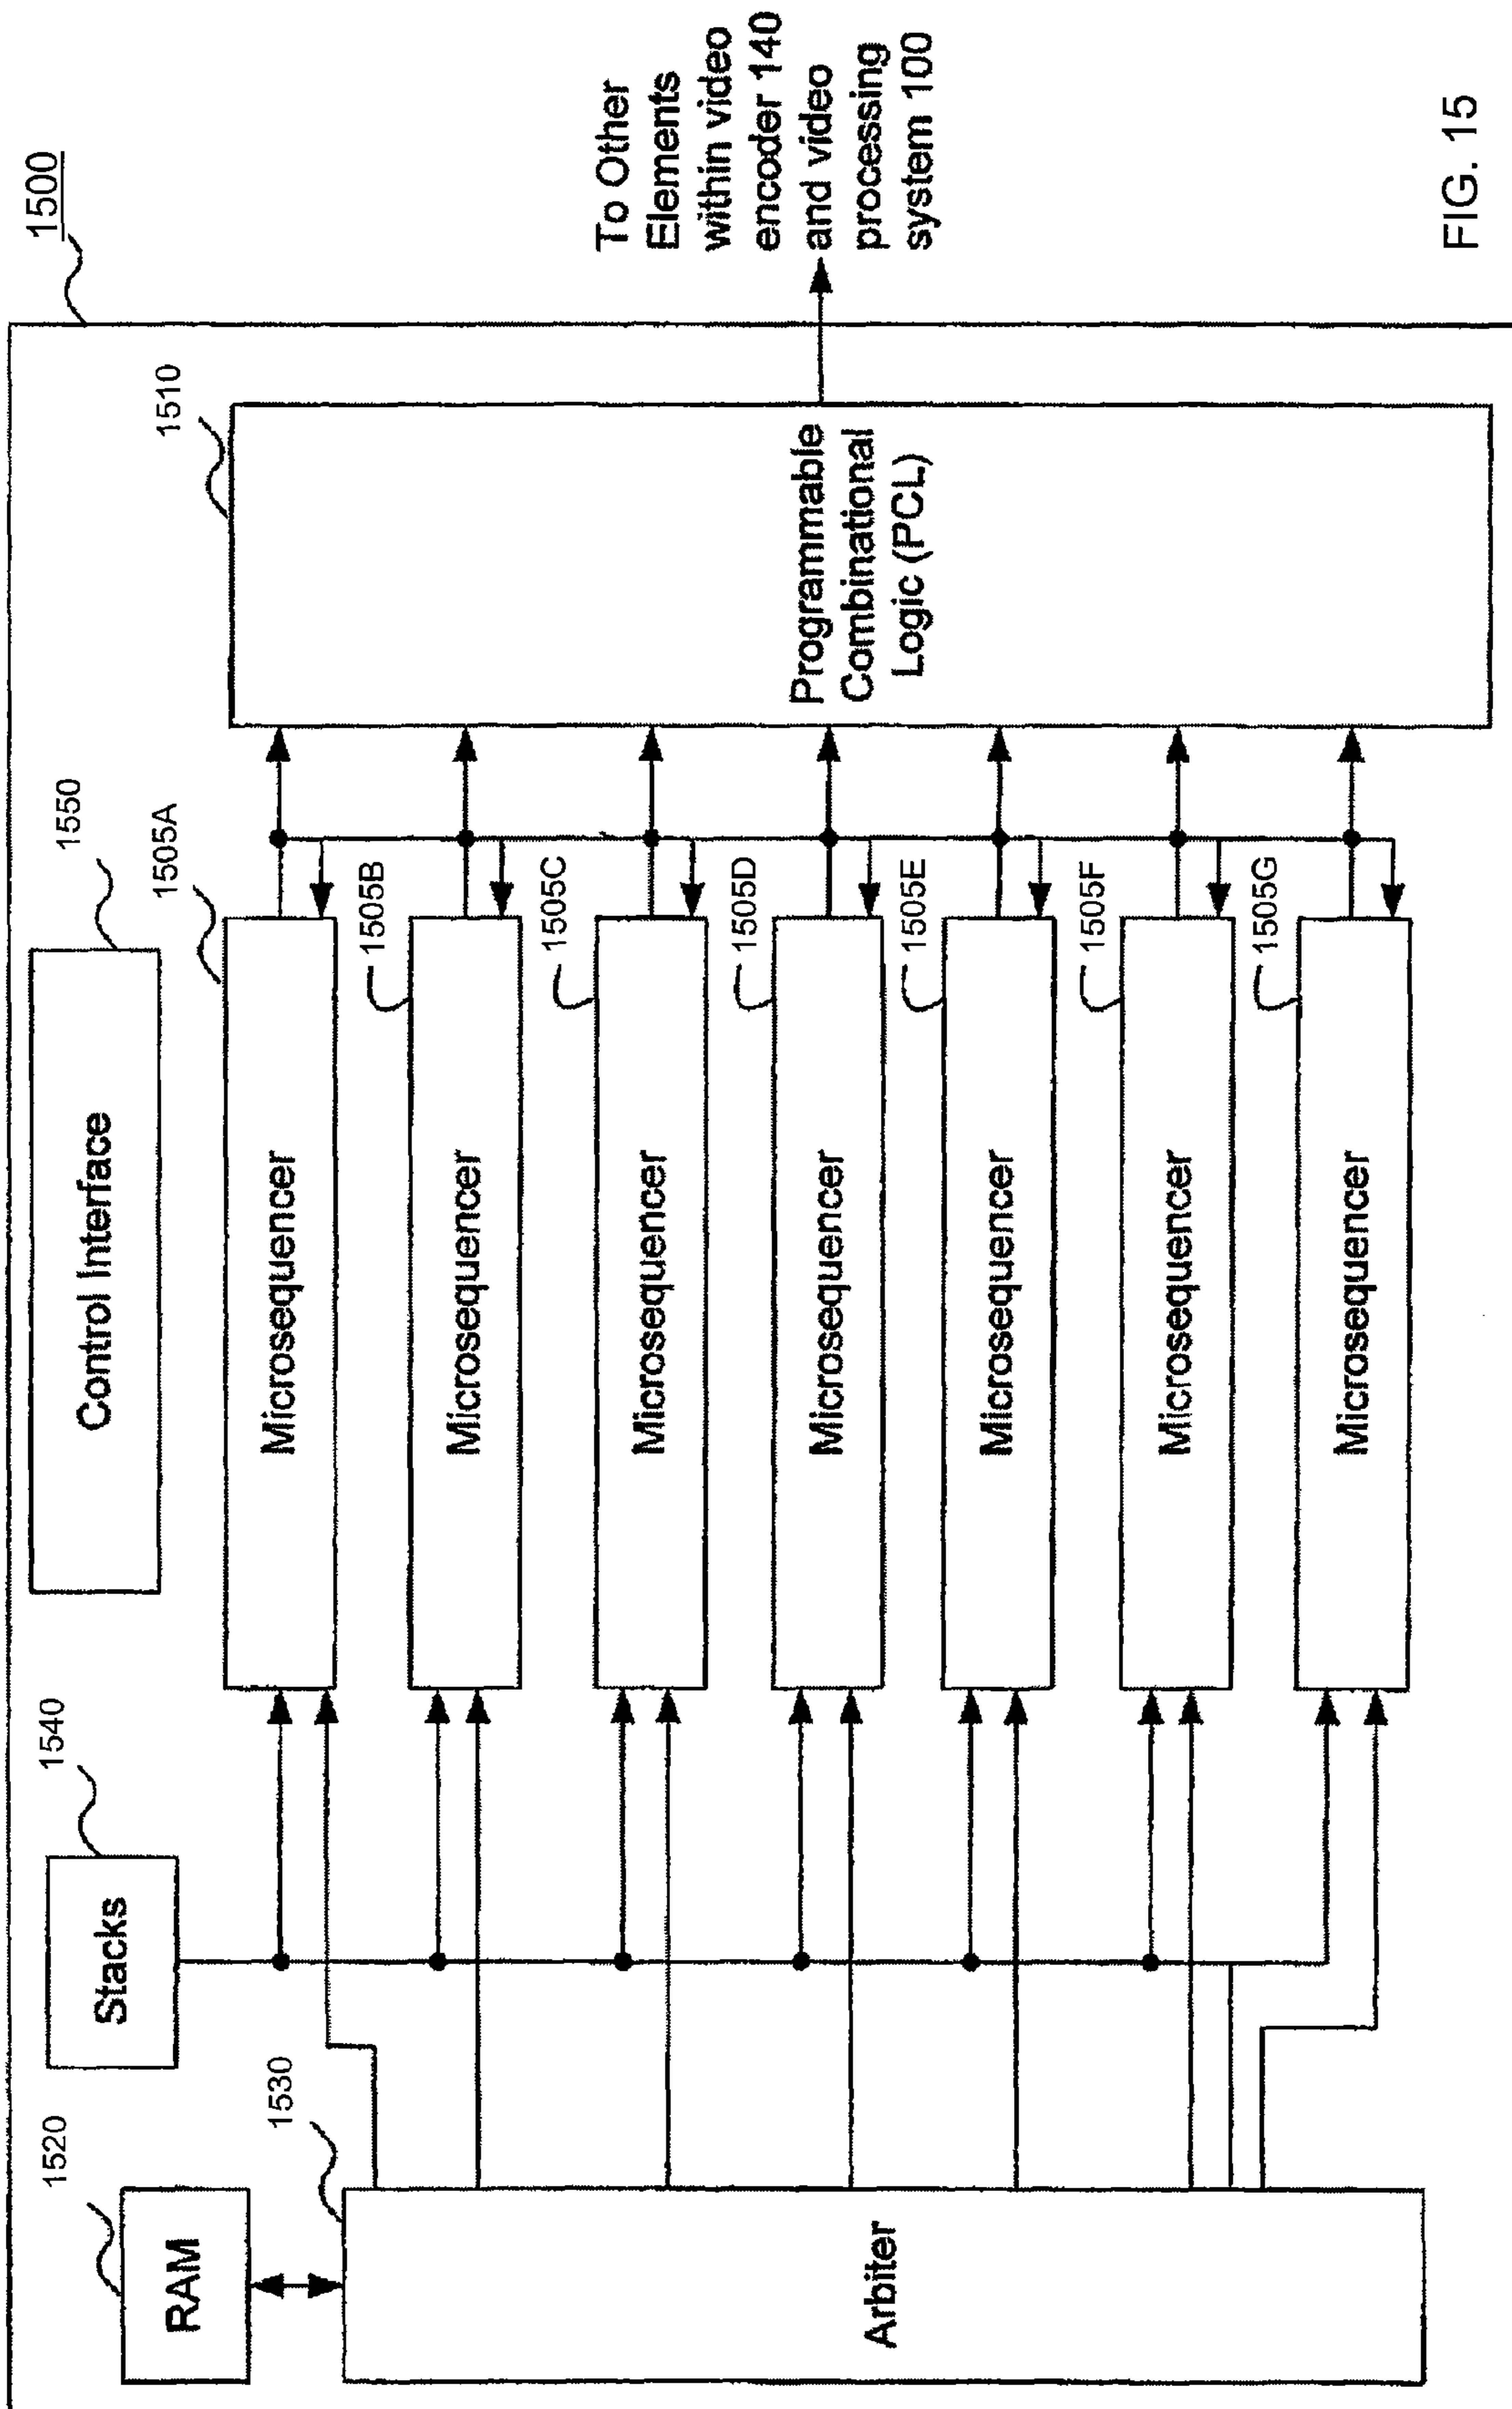 1500
1550
Control Interface
1540
Stacks
1520
RAM
1530
Arbiter
1505A
Microsequencer
1505B
Microsequencer
1505C
Microsequencer
1505D
Microsequencer
1505E
Microsequencer
1505F
Microsequencer
1505G
Microsequencer
1510
Programmable
Combinational
Logic (PCL)
To Other
Elements
within video
encoder 140
and video
processing
system 100
FIG. 15